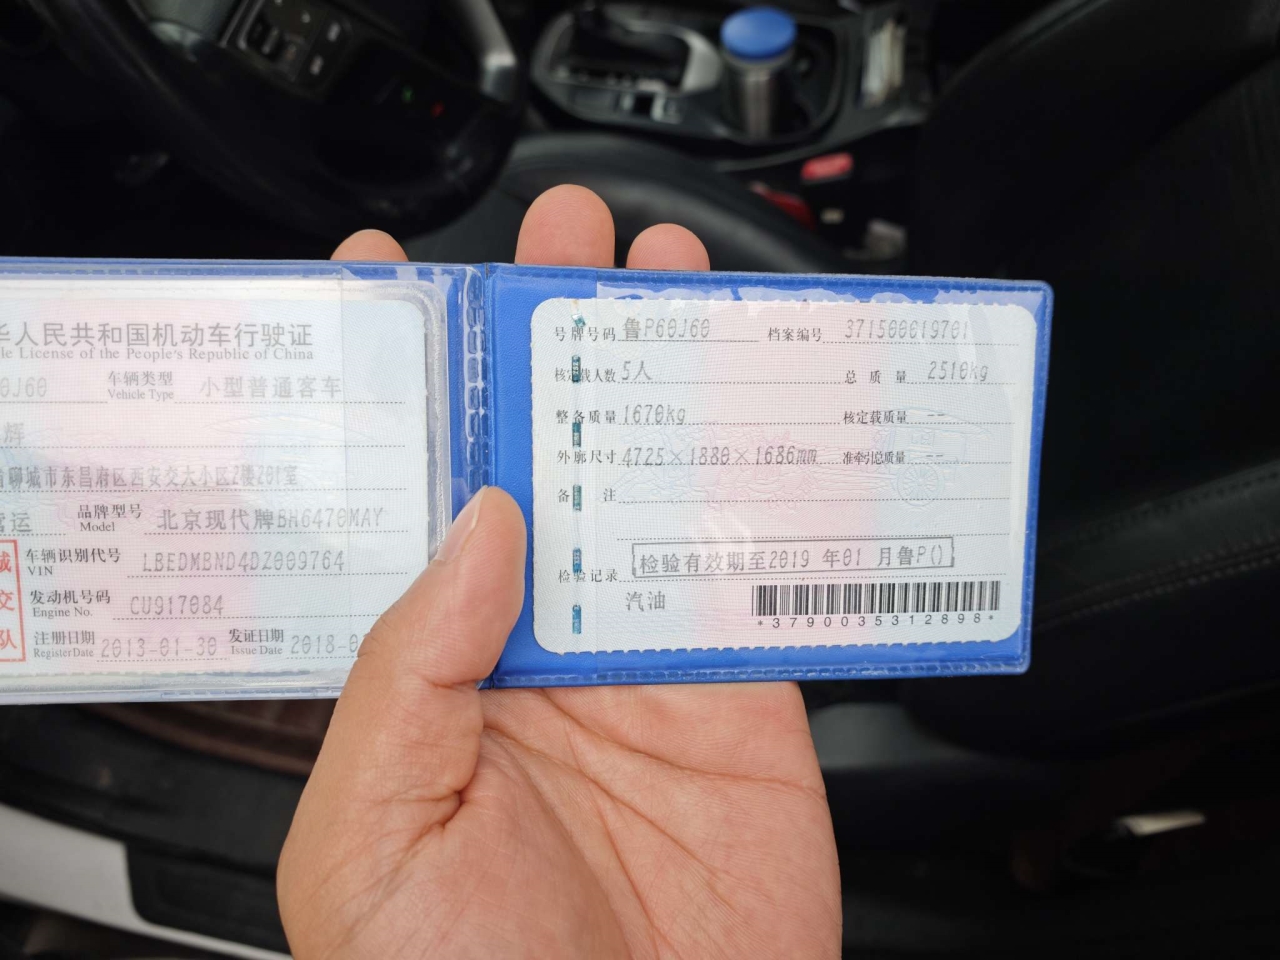 华人民共和国机动车行驶证
le License of the People's Republic of China
0J60 车辆类型 Vehicle Type 小型普通客车
辉
聊城市东昌府区西安交大小区2楼201室
营运 品牌型号 Model 北京现代牌BH6470MAY
车辆识别代号 VIN LBEDMBND4DZ009764
发动机号码 Engine No. CU917084
注册日期 Register Date 2013-01-30 发证日期 Issue Date 2018-0
城
交
队
号牌号码 鲁P60J60 档案编号 371500019701
核定载人数 5人 总质量 2510kg
整备质量 1670kg 核定载质量 --
外廓尺寸 4725×1880×1686mm 准牵引总质量 --
备注
检验记录 检验有效期至2019 年01 月鲁P()
汽油
*3790035312898*